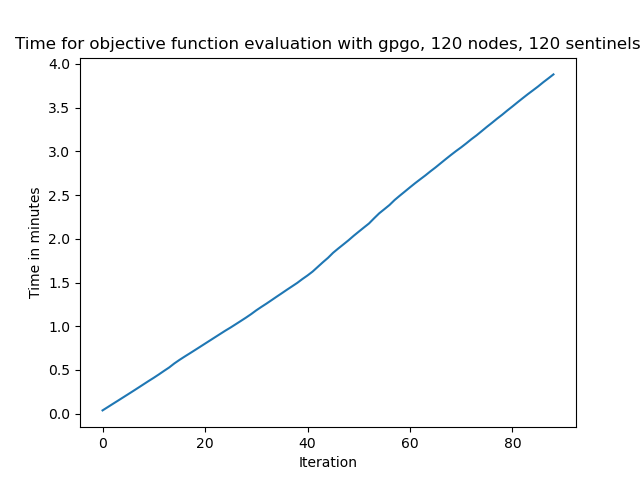 Time for objective function evaluation with gpgo, 120 nodes, 120 sentinels
4.0
3.5
3.0
2.5
2.0
1.5
1.0
0.5
0.0
Time in minutes
0 20 40 60 80
Iteration